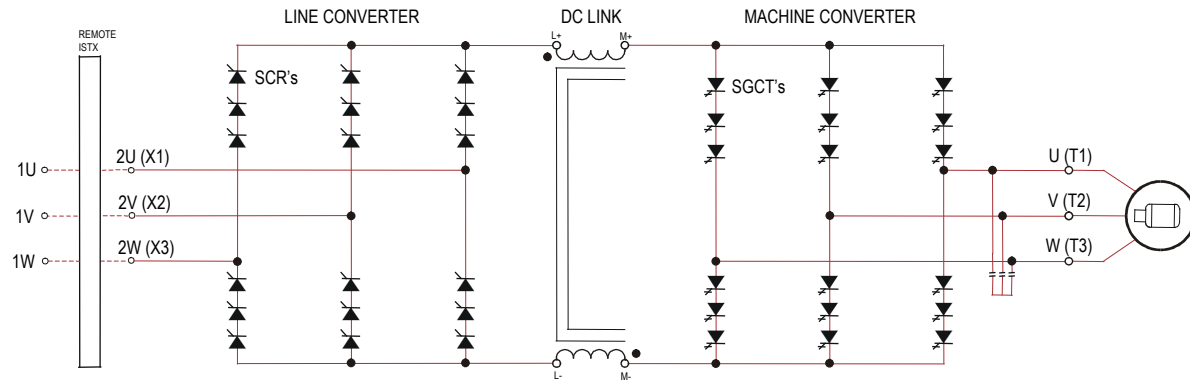 LINE CONVERTER
DC LINK
MACHINE CONVERTER
REMOTE
ISTX
L+
M+
SCR's
SGCT's
1U
2U (X1)
U (T1)
1V
2V (X2)
V (T2)
1W
2W (X3)
W (T3)
L-
M-